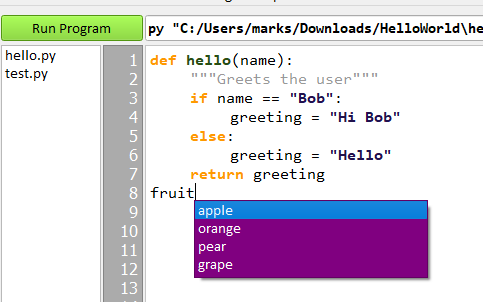 Run Program
py "C:/Users/marks/Downloads/HelloWorld\he
hello.py
test.py
1 def hello(name):
2     """Greets the user"""
3     if name == "Bob":
4         greeting = "Hi Bob"
5     else:
6         greeting = "Hello"
7     return greeting
8 fruit
9 apple
10 orange
11 pear
12 grape
13